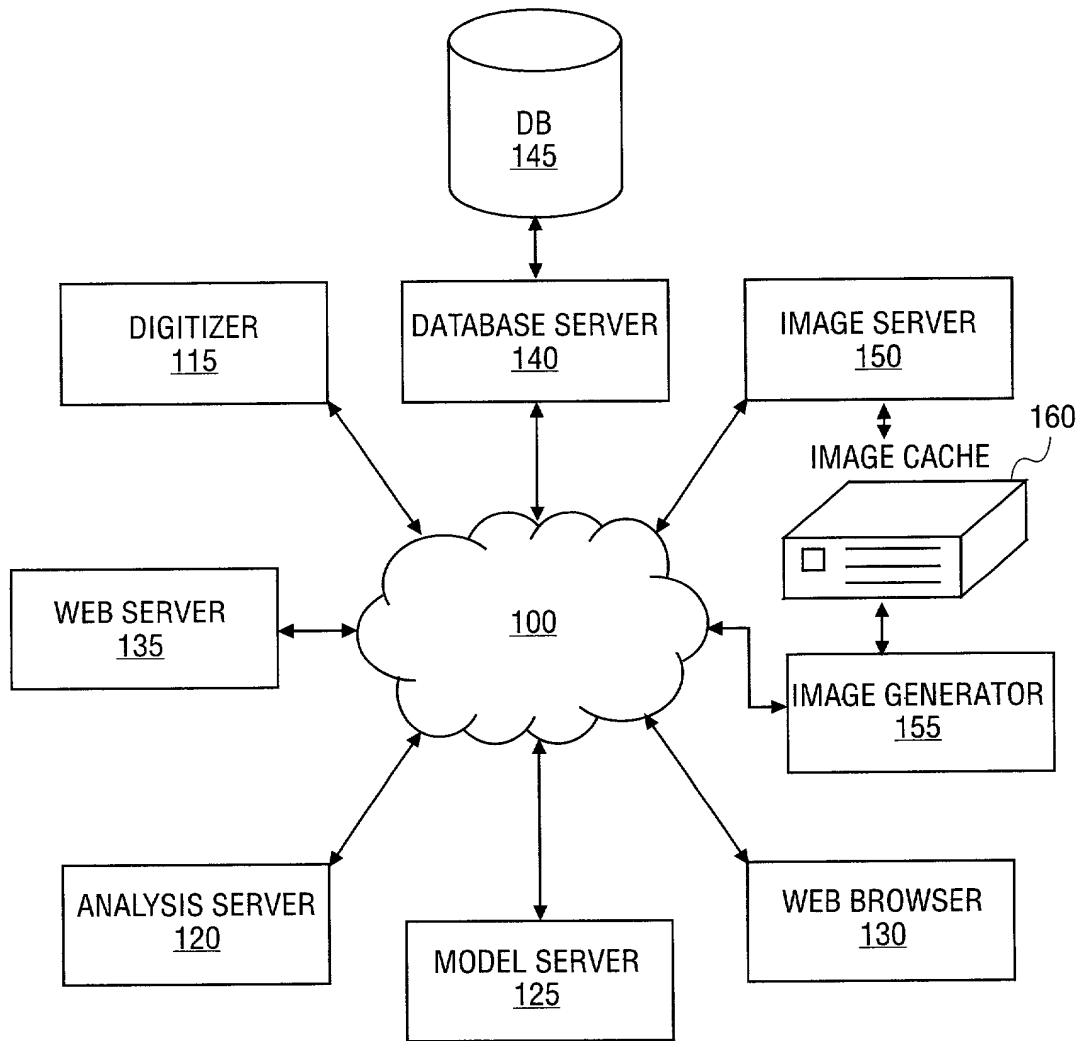 DB
145
DIGITIZER
115
DATABASE SERVER
140
IMAGE SERVER
150
160
IMAGE CACHE
WEB SERVER
135
100
IMAGE GENERATOR
155
ANALYSIS SERVER
120
MODEL SERVER
125
WEB BROWSER
130